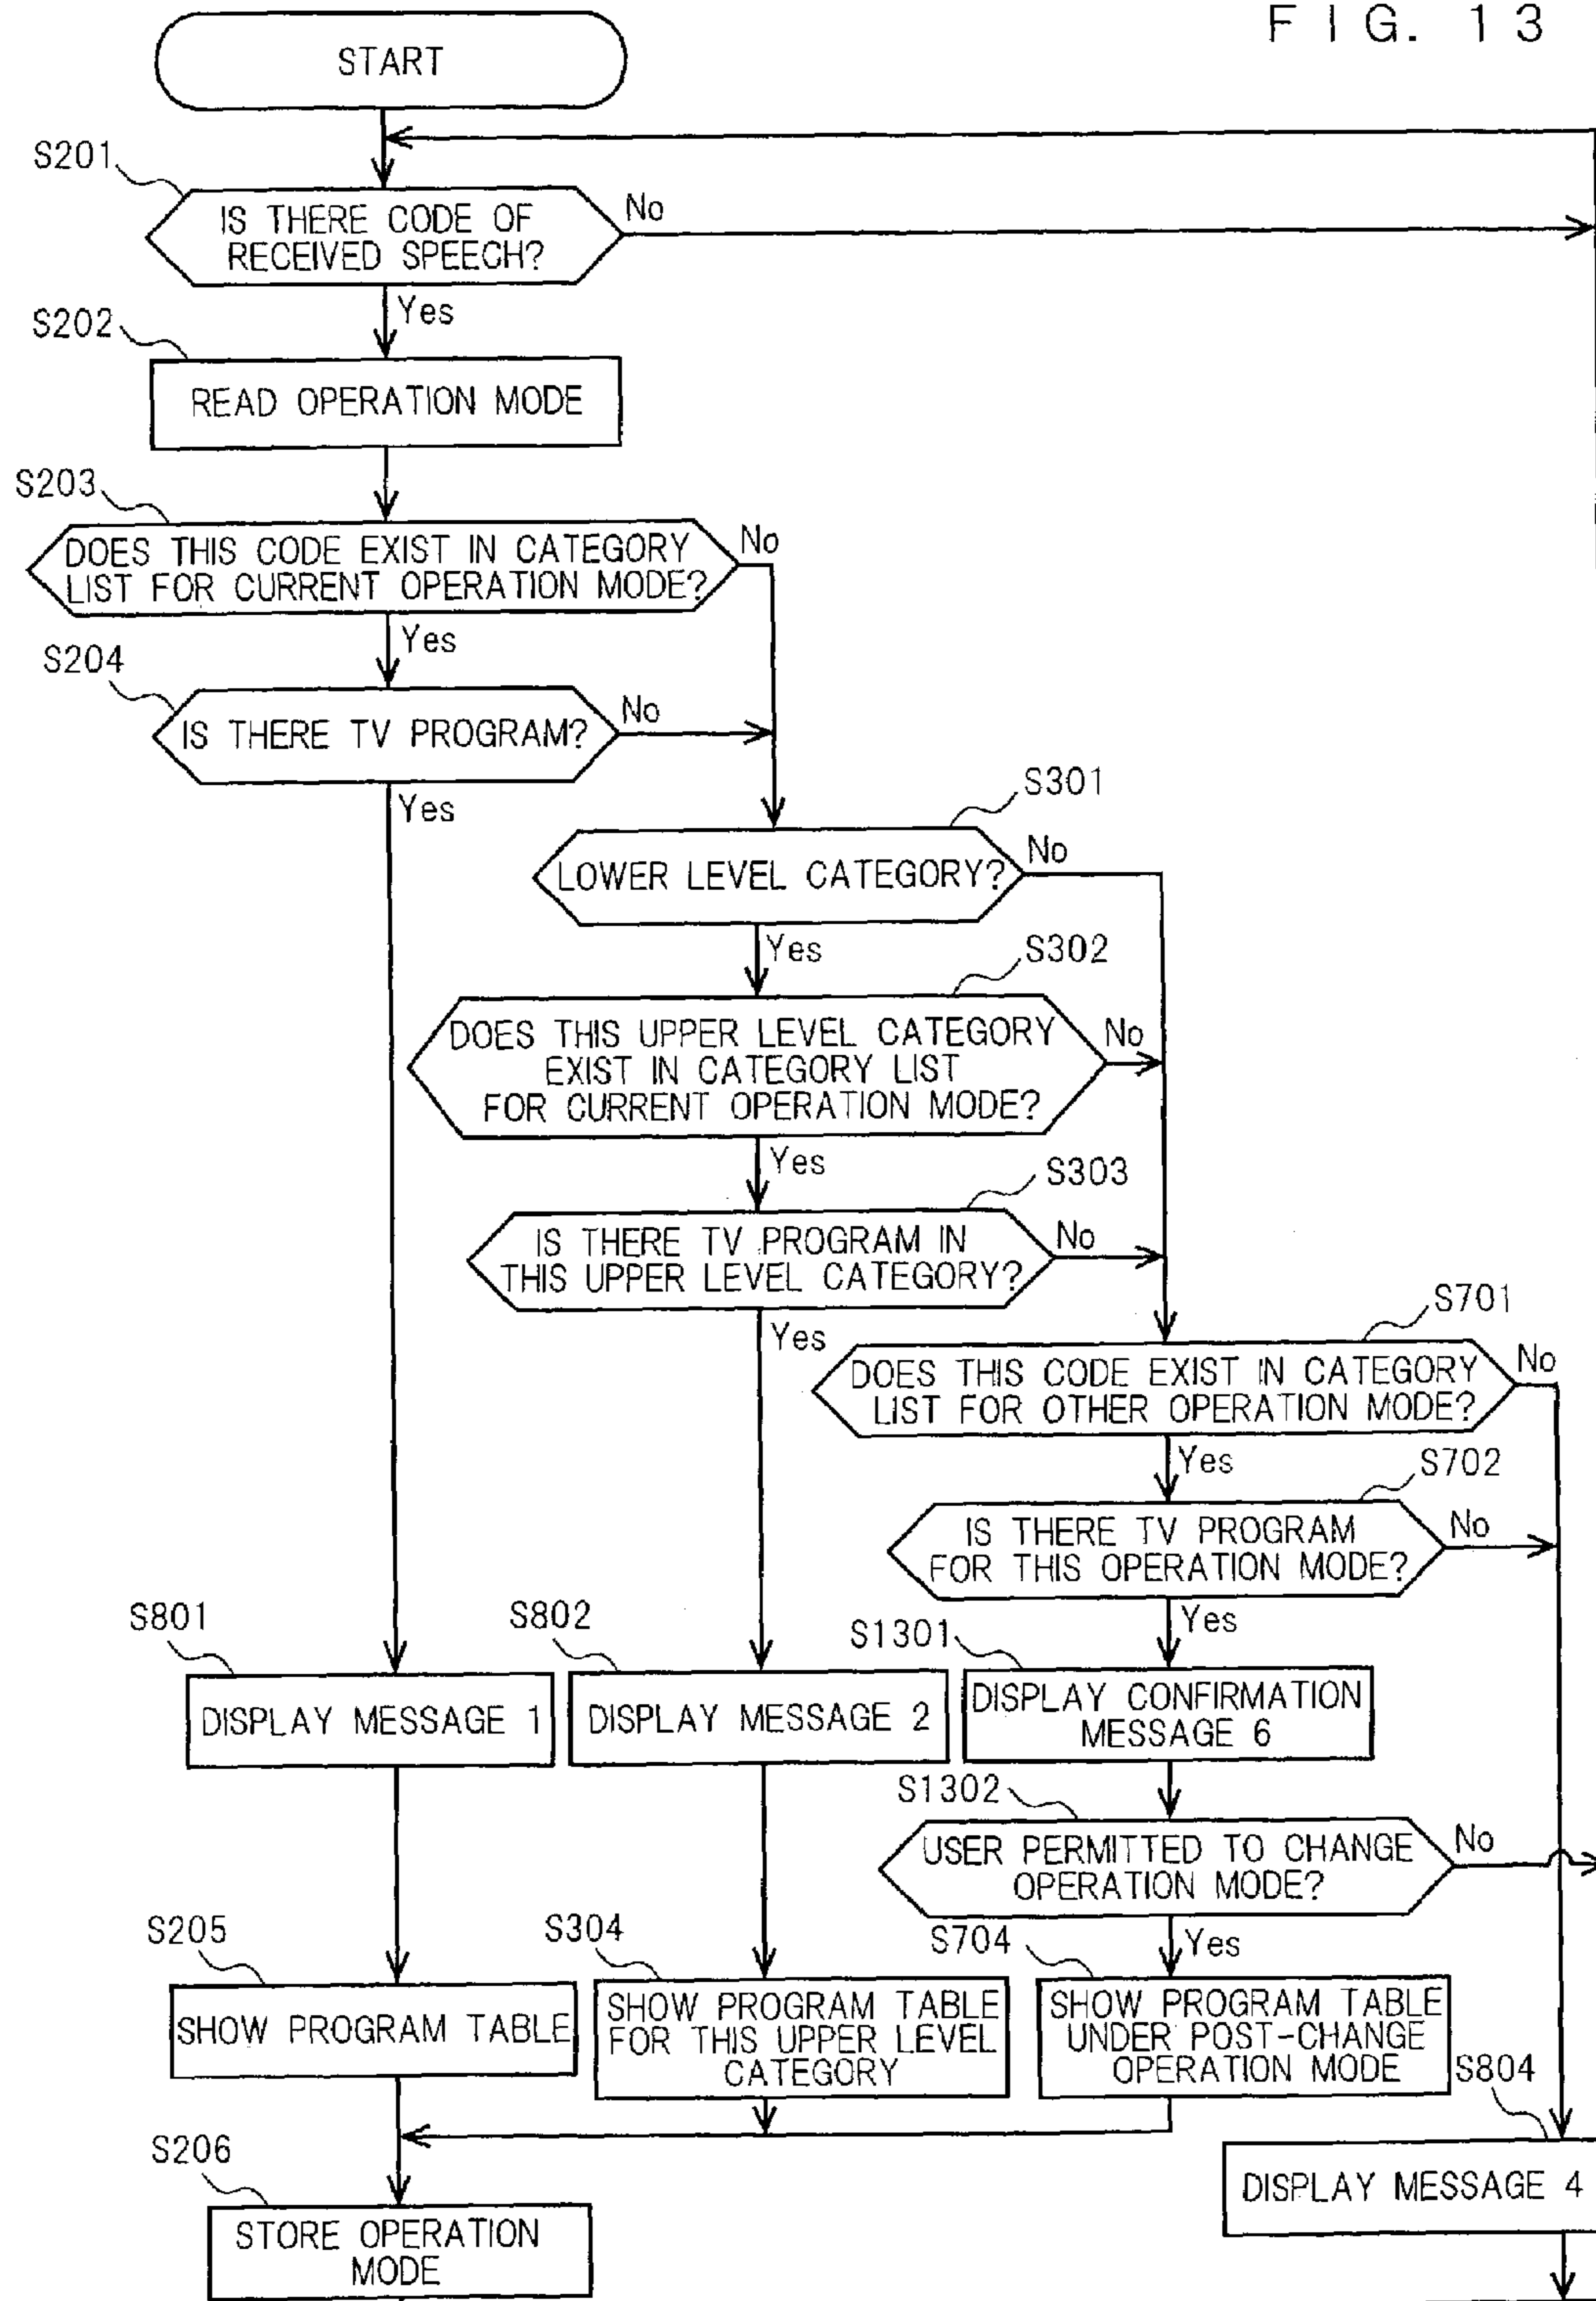 FIG. 13
START
S201
IS THERE CODE OF
RECEIVED SPEECH?
No
Yes
S202
READ OPERATION MODE
S203
DOES THIS CODE EXIST IN CATEGORY
LIST FOR CURRENT OPERATION MODE?
No
Yes
S204
IS THERE TV PROGRAM?
No
Yes
S301
LOWER LEVEL CATEGORY?
No
Yes
S302
DOES THIS UPPER LEVEL CATEGORY
EXIST IN CATEGORY LIST
FOR CURRENT OPERATION MODE?
No
Yes
S303
IS THERE TV PROGRAM IN
THIS UPPER LEVEL CATEGORY?
No
Yes
S701
DOES THIS CODE EXIST IN CATEGORY
LIST FOR OTHER OPERATION MODE?
No
Yes
S702
IS THERE TV PROGRAM
FOR THIS OPERATION MODE?
No
Yes
S801
DISPLAY MESSAGE 1
S802
DISPLAY MESSAGE 2
S1301
DISPLAY CONFIRMATION
MESSAGE 6
S1302
USER PERMITTED TO CHANGE
OPERATION MODE?
No
Yes
S205
SHOW PROGRAM TABLE
S304
SHOW PROGRAM TABLE
FOR THIS UPPER LEVEL
CATEGORY
S704
SHOW PROGRAM TABLE
UNDER POST-CHANGE
OPERATION MODE
S804
DISPLAY MESSAGE 4
S206
STORE OPERATION
MODE